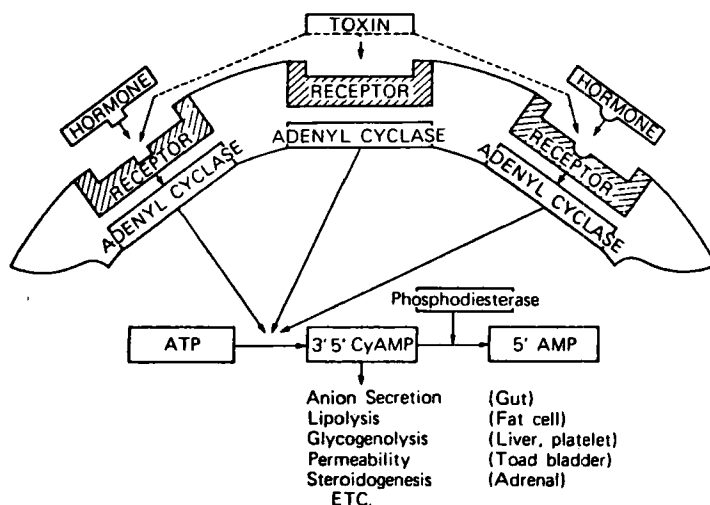 TOXIN
HORMONE
RECEPTOR
HORMONE
RECEPTOR
ADENYL CYCLASE
RECEPTOR
ADENYL CYCLASE
ADENYL CYCLASE
Phosphodiesterase
ATP
3' 5' CyAMP
5' AMP
Anion Secretion (Gut)
Lipolysis (Fat cell)
Glycogenolysis (Liver, platelet)
Permeability (Toad bladder)
Steroidogenesis (Adrenal)
ETC.